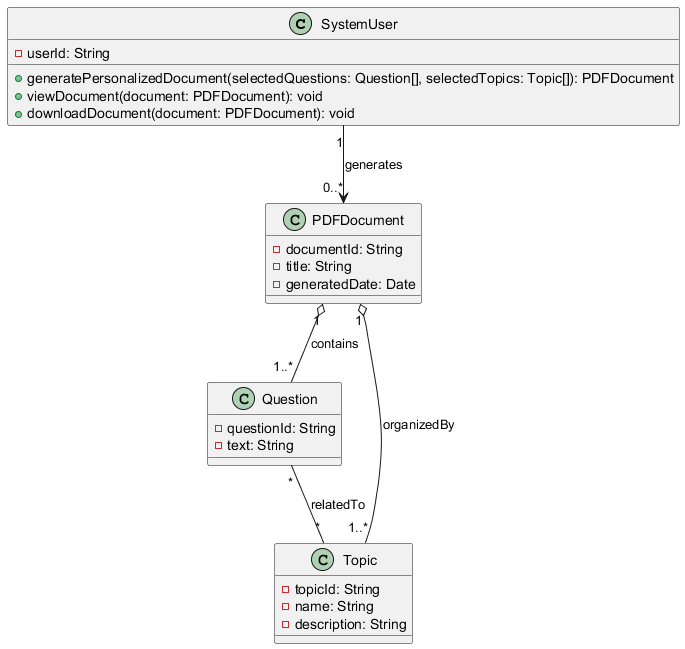 C SystemUser
userId: String
generatePersonalizedDocument(selectedQuestions: Question[], selectedTopics: Topic[]): PDFDocument
viewDocument(document: PDFDocument): void
downloadDocument(document: PDFDocument): void
1
generates
0..*
C PDFDocument
documentId: String
title: String
generatedDate: Date
1
1
contains
1..*
C Question
questionId: String
text: String
organizedBy
*
relatedTo
*
1..*
C Topic
topicId: String
name: String
description: String